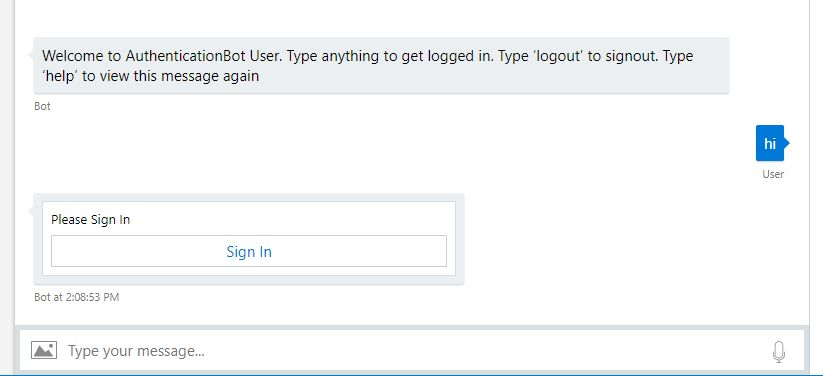 Welcome to AuthenticationBot User. Type anything to get logged in. Type ‘logout’ to signout. Type
‘help’ to view this message again
Bot
hi
User
Please Sign In
Sign In
Bot at 2:08:53 PM
Type your message...